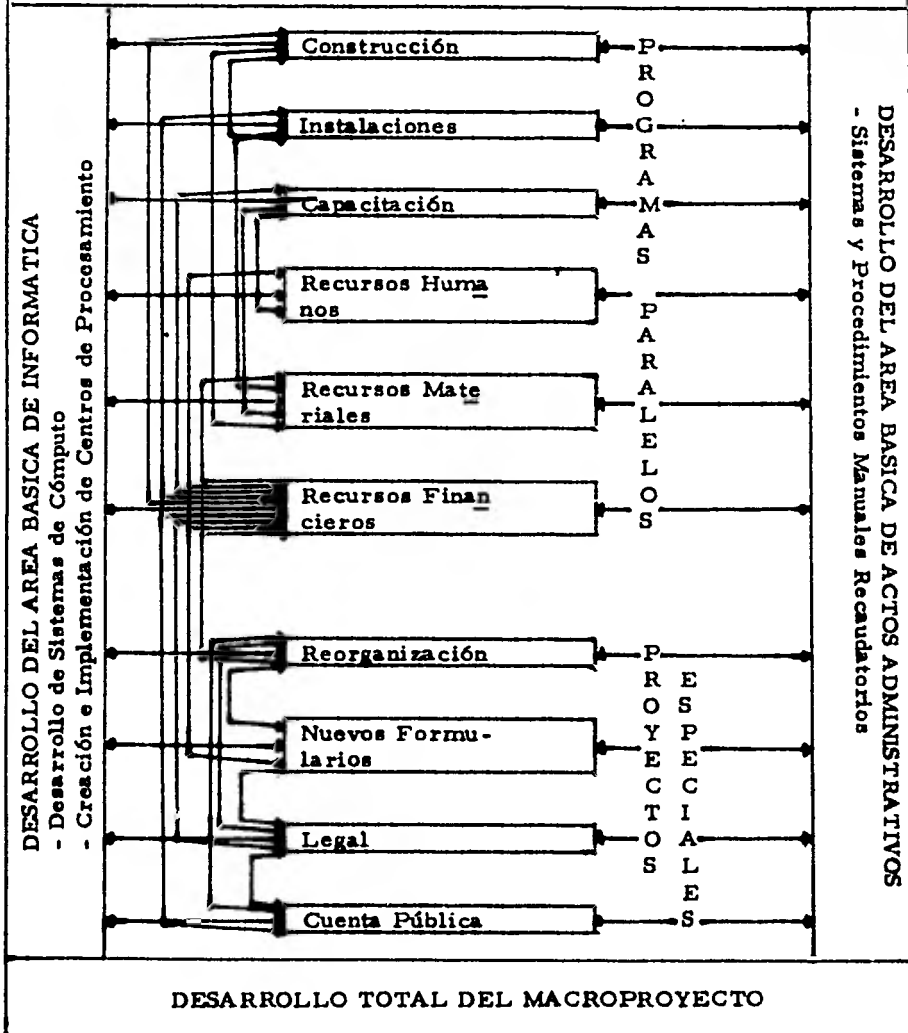 DESARROLLO DEL AREA BASICA DE INFORMATICA
- Desarrollo de Sistemas de Cómputo
- Creación e Implementación de Centros de Procesamiento
Construcción
Instalaciones
Capacitación
Recursos Huma
nos
Recursos Mate
riales
Recursos Finan
cieros
Reorganización
Nuevos Formu-
larios
Legal
Cuenta Pública
PROGRAMAS PARALELOS
PROYECTOS
ESPECIALES
DESARROLLO DEL AREA BASICA DE ACTOS ADMINISTRATIVOS
- Sistemas y Procedimientos Manuales Recaudatorios
DESARROLLO TOTAL DEL MACROPROYECTO